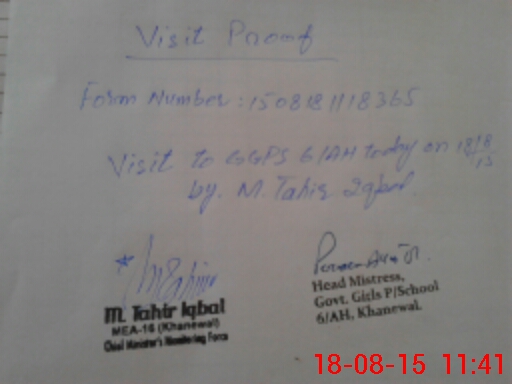 Visit Proof
Form Number: 1508181118365
Visit to GGPS 6/AH today on 18/8/15
by. M. Tahir Iqbal.
M. Tahir Iqbal
MEA-16 (Khanewal)
Chief Minister's Monitoring Force
Head Mistress,
Govt. Girls P/School
6/AH, Khanewal.
18-08-15 11:41